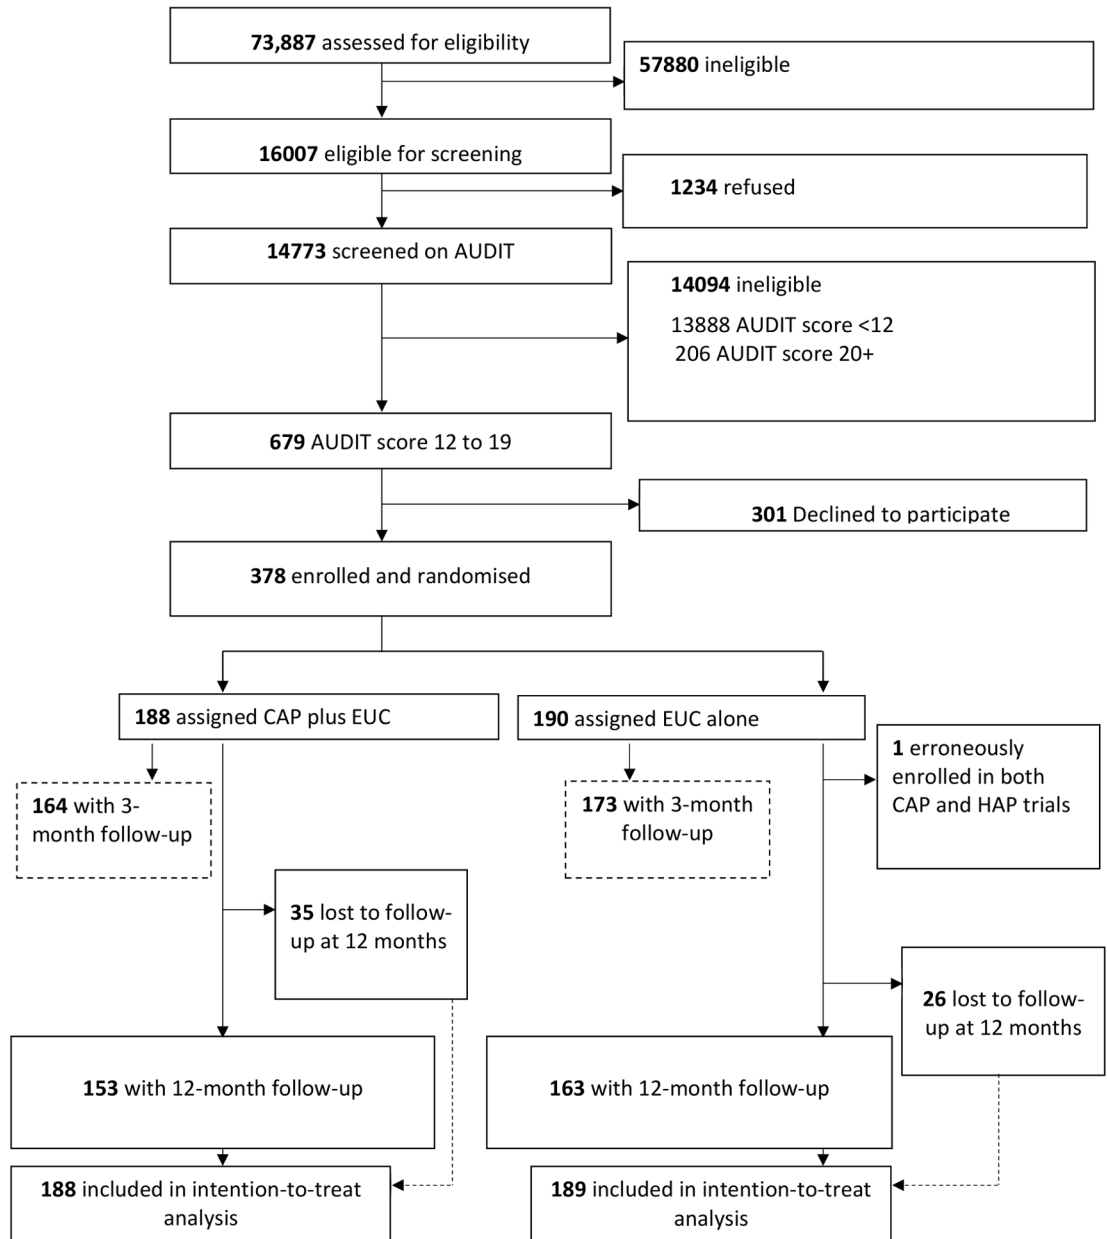 73,887 assessed for eligibility
57880 ineligible
16007 eligible for screening
1234 refused
14773 screened on AUDIT
14094 ineligible
13888 AUDIT score <12
206 AUDIT score 20+
679 AUDIT score 12 to 19
301 Declined to participate
378 enrolled and randomised
188 assigned CAP plus EUC
190 assigned EUC alone
1 erroneously
enrolled in both
CAP and HAP trials
164 with 3-
month follow-up
173 with 3-month
follow-up
35 lost to follow-
up at 12 months
26 lost to follow-
up at 12 months
153 with 12-month follow-up
163 with 12-month follow-up
188 included in intention-to-treat
analysis
189 included in intention-to-treat
analysis